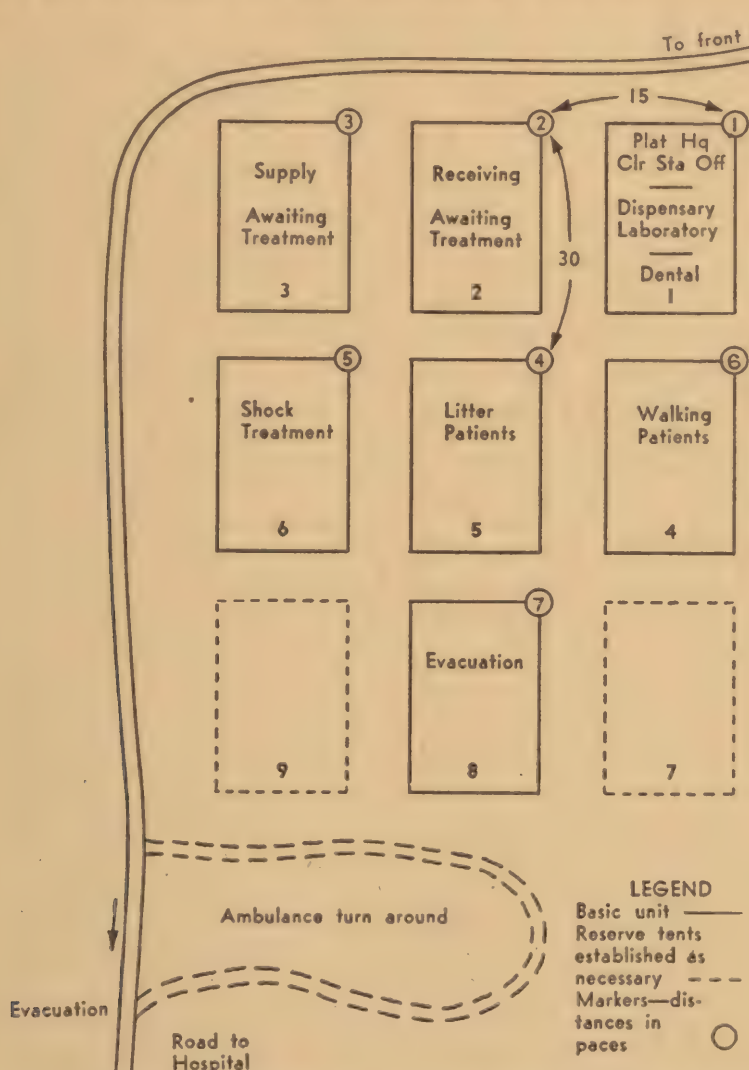 To front
15
3
2
1
Supply
Awaiting
Treatment
3
Receiving
Awaiting
Treatment
2
Plat Hq
Clr Sta Off
Dispensary
Laboratory
Dental
1
30
5
4
6
Shock
Treatment
6
Litter
Patients
5
Walking
Patients
4
7
9
Evacuation
8
7
Ambulance turn around
Evacuation
Road to
Hospital
LEGEND
Basic unit
Reserve tents
established as
necessary
Markers—dis-
tances in
paces